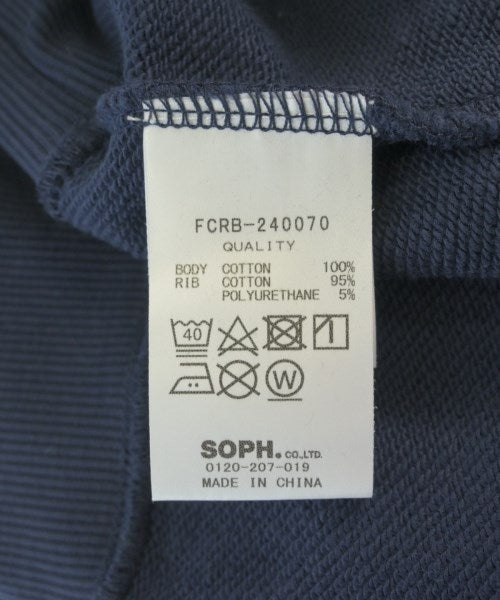 FCRB-240070
QUALITY
BODY COTTON 100%
RIB COTTON 95%
POLYURETHANE 5%
40
W
SOPH. CO.,LTD.
0120-207-019
MADE IN CHINA